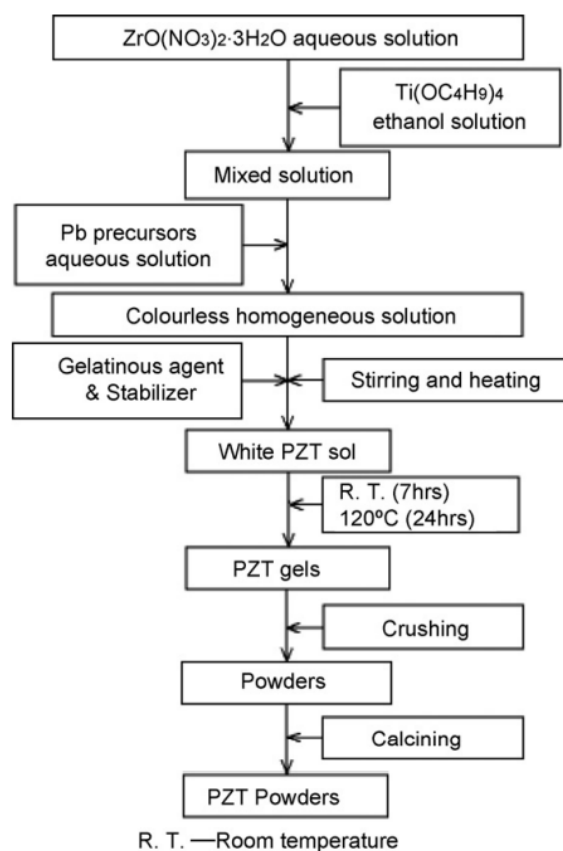 ZrO(NO3)2·3H2O aqueous solution
Ti(OC4H9)4
ethanol solution
Mixed solution
Pb precursors
aqueous solution
Colourless homogeneous solution
Gelatinous agent
& Stabilizer
Stirring and heating
White PZT sol
R. T. (7hrs)
120ºC (24hrs)
PZT gels
Crushing
Powders
Calcining
PZT Powders
R. T. —Room temperature